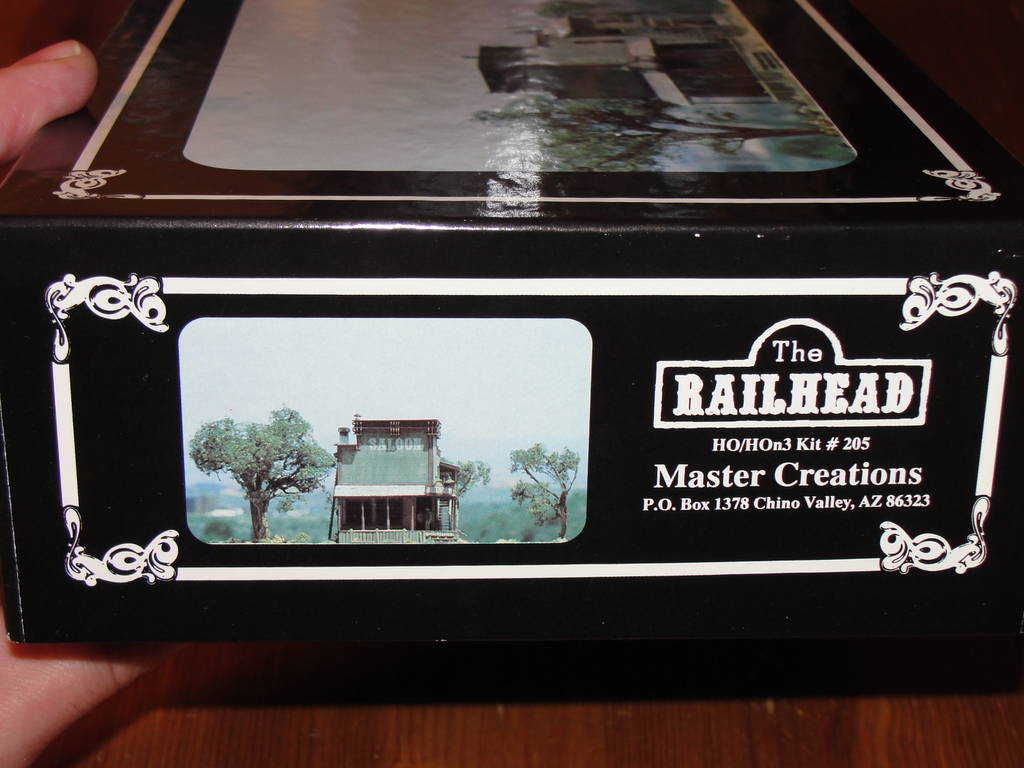 SALOON
The
RAILHEAD
HO/HOn3 Kit # 205
Master Creations
P.O. Box 1378 Chino Valley, AZ 86323